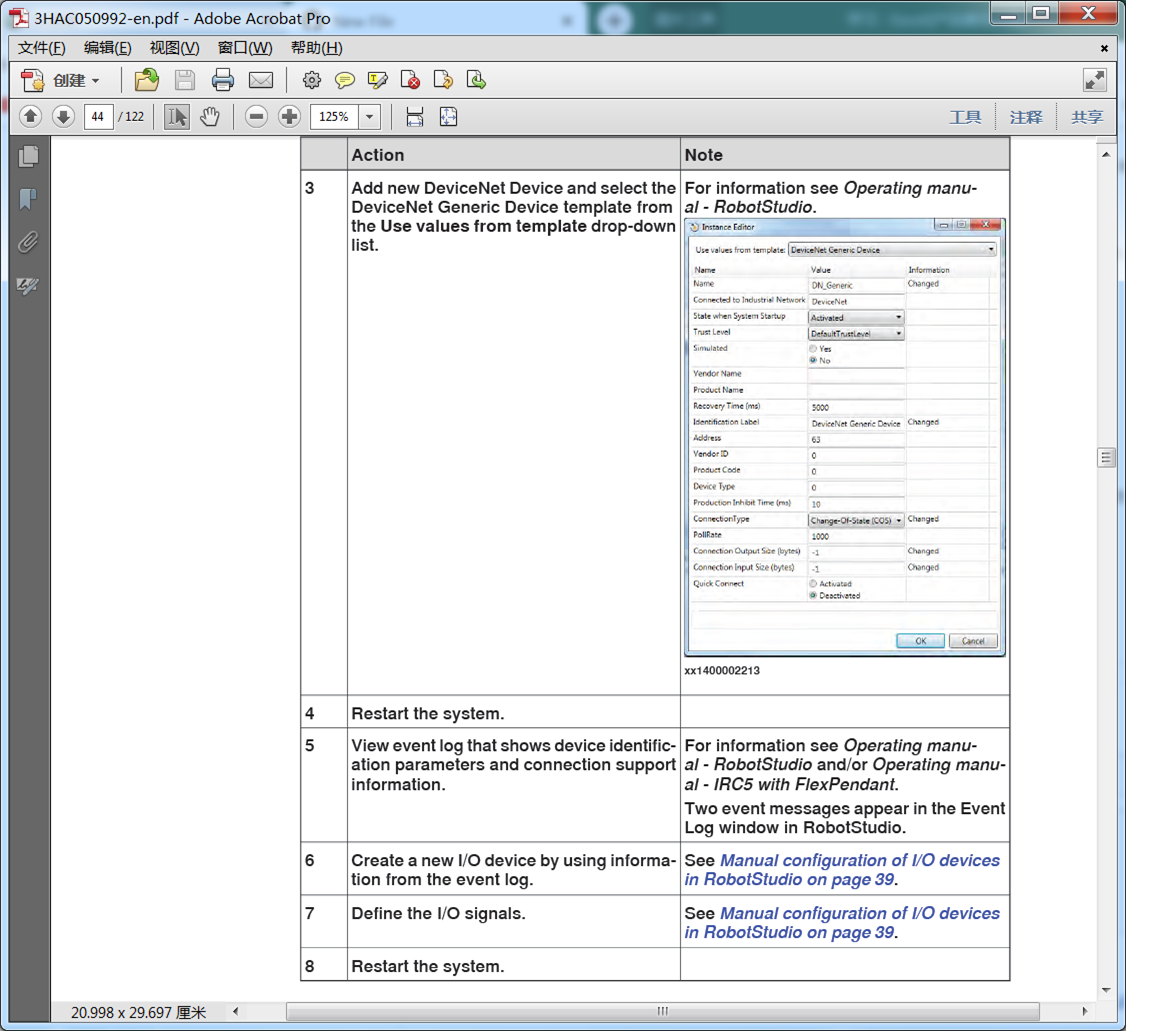 3HAC050992-en.pdf - Adobe Acrobat Pro
文件(F) 编辑(E) 视图(V) 窗口(W) 帮助(H)
创建
44 / 122 125% 工具 注释 共享
Action Note
3 Add new DeviceNet Device and select the
DeviceNet Generic Device template from
the Use values from template drop-down
list.
For information see Operating manu-
al - RobotStudio.
Instance Editor
Use values from template: DeviceNet Generic Device
Name Value Information
Name DN_Generic Changed
Connected to Industrial Network DeviceNet
State when System Startup Activated
Trust Level DefaultTrustLevel
Simulated Yes
No
Vendor Name
Product Name
Recovery Time (ms) 5000
Identification Label DeviceNet Generic Device Changed
Address 63
Vendor ID 0
Product Code 0
Device Type 0
Production Inhibit Time (ms) 10
ConnectionType Change-Of-State (COS) Changed
PollRate 1000
Connection Output Size (bytes) -1 Changed
Connection Input Size (bytes) -1 Changed
Quick Connect Activated
Deactivated
OK Cancel
xx1400002213
4 Restart the system.
5 View event log that shows device identific-
ation parameters and connection support
information.
For information see Operating manu-
al - RobotStudio and/or Operating manu-
al - IRC5 with FlexPendant.
Two event messages appear in the Event
Log window in RobotStudio.
6 Create a new I/O device by using informa-
tion from the event log.
See Manual configuration of I/O devices
in RobotStudio on page 39.
7 Define the I/O signals.
See Manual configuration of I/O devices
in RobotStudio on page 39.
8 Restart the system.
20.998 x 29.697 厘米